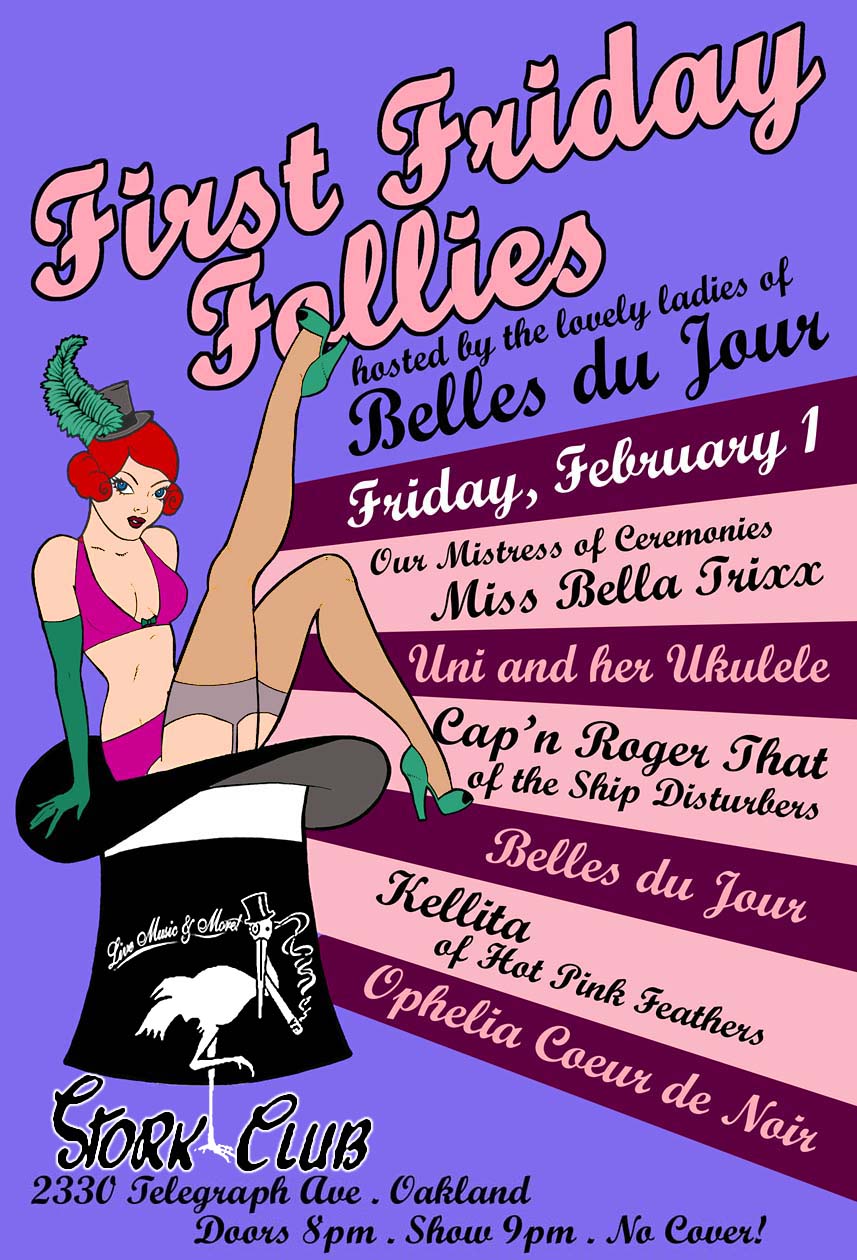 First Friday
Follies
hosted by the lovely ladies of
Belles du Jour
Friday, February 1
Our Mistress of Ceremonies
Miss Bella Trixx
Uni and her Ukulele
Cap'n Roger That
of the Ship Disturbers
Belles du Jour
Kellita
of Hot Pink Feathers
Ophelia Coeur de Noir
Live Music & More!
Stork Club
2330 Telegraph Ave . Oakland
Doors 8pm . Show 9pm . No Cover!